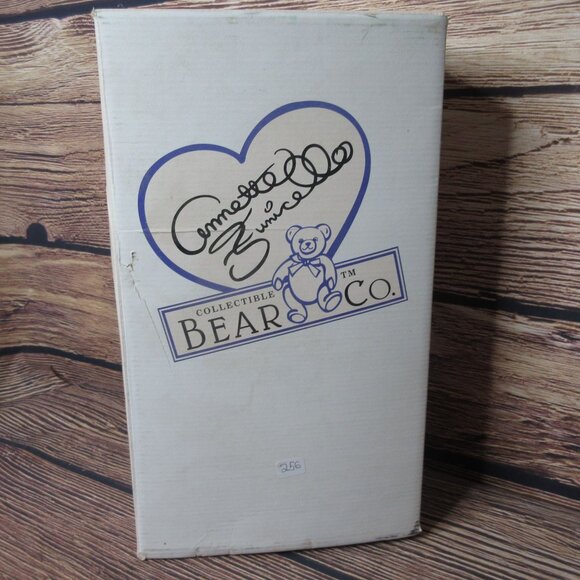 Annette
Funicello
COLLECTIBLE TM
BEAR CO.
256